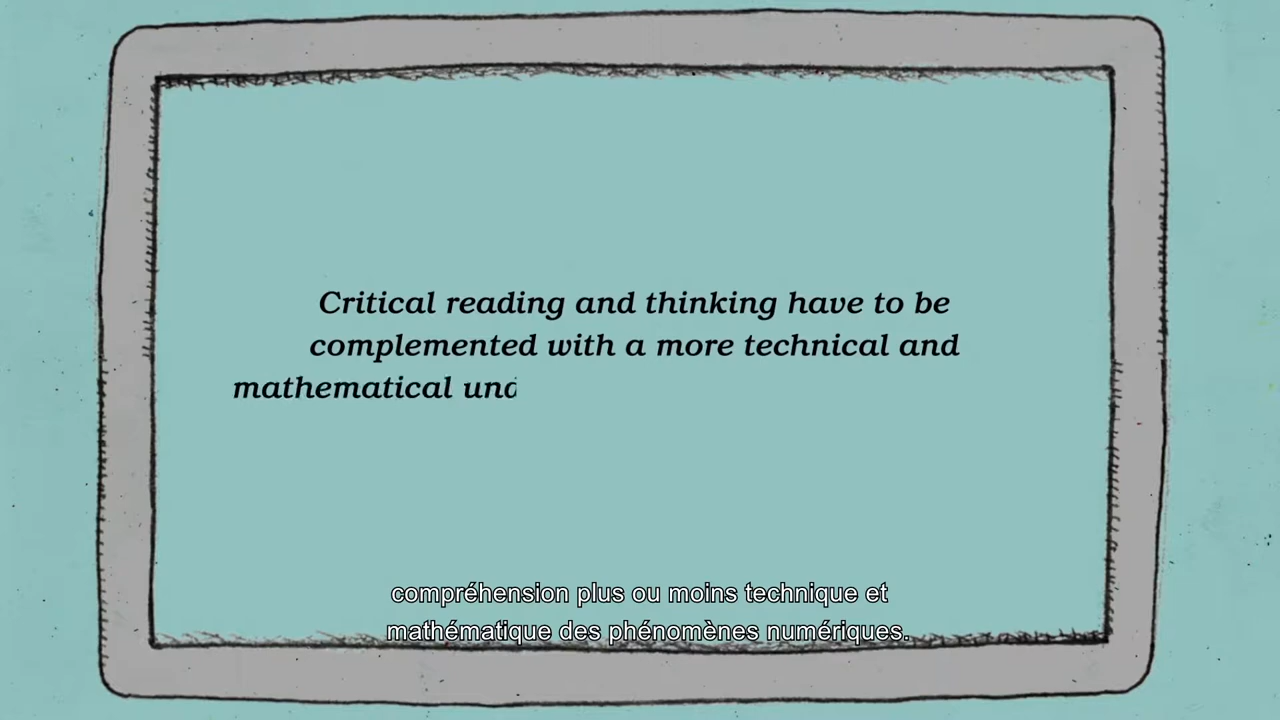 Critical reading and thinking have to be
complemented with a more technical and
mathematical und
compréhension plus ou moins technique et
mathématique des phénomènes numériques.